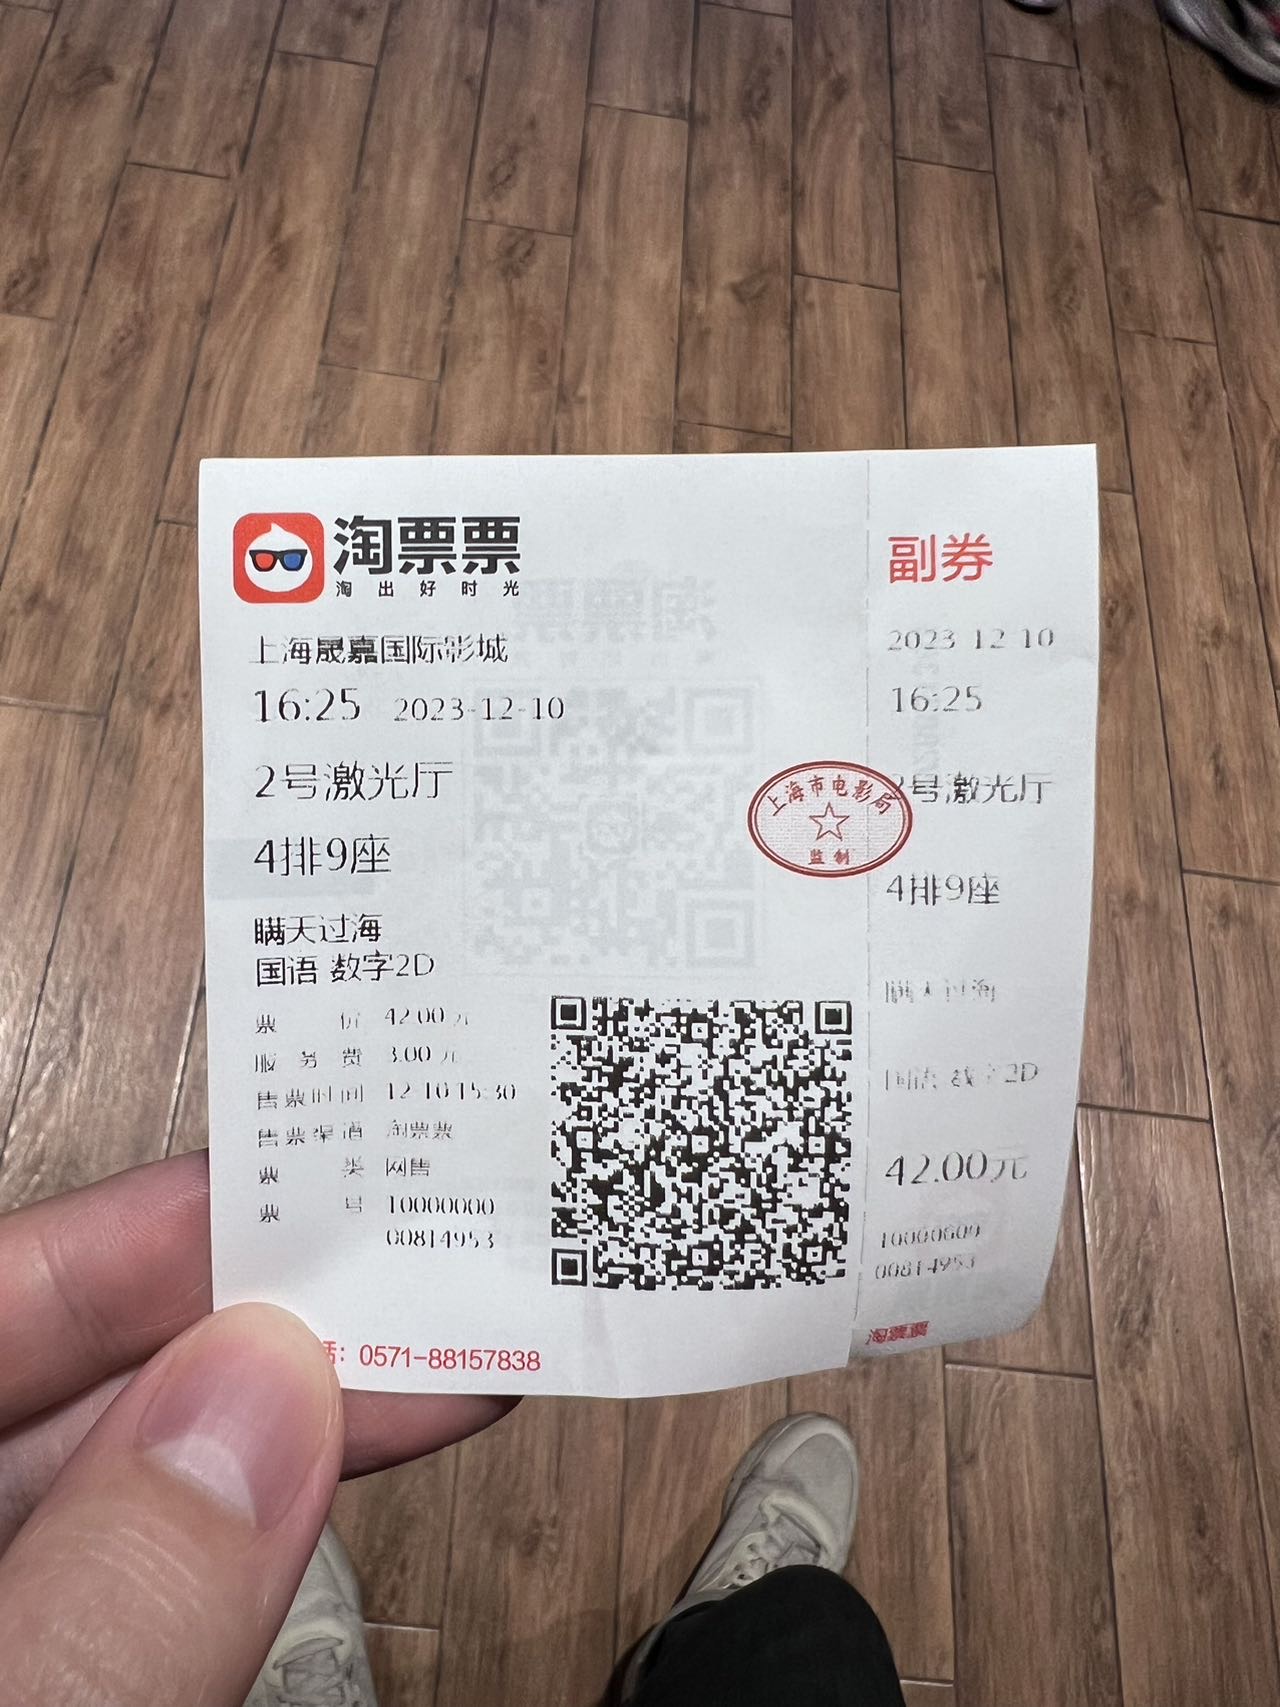 淘票票
淘出好时光
上海晟嘉国际影城
16:25 2023-12-10
2号激光厅
4排9座
瞒天过海
国语 数字2D
票价 42.00元
服务费 3.00元
售票时间 12-10 15:30
售票渠道 淘票票
票类 网售
票号 10000000
00814953
话: 0571-88157838
上海市电影局
监制
副券
2023-12-10
16:25
2号激光厅
4排9座
瞒天过海
国语 数字2D
42.00元
00814953
淘票票